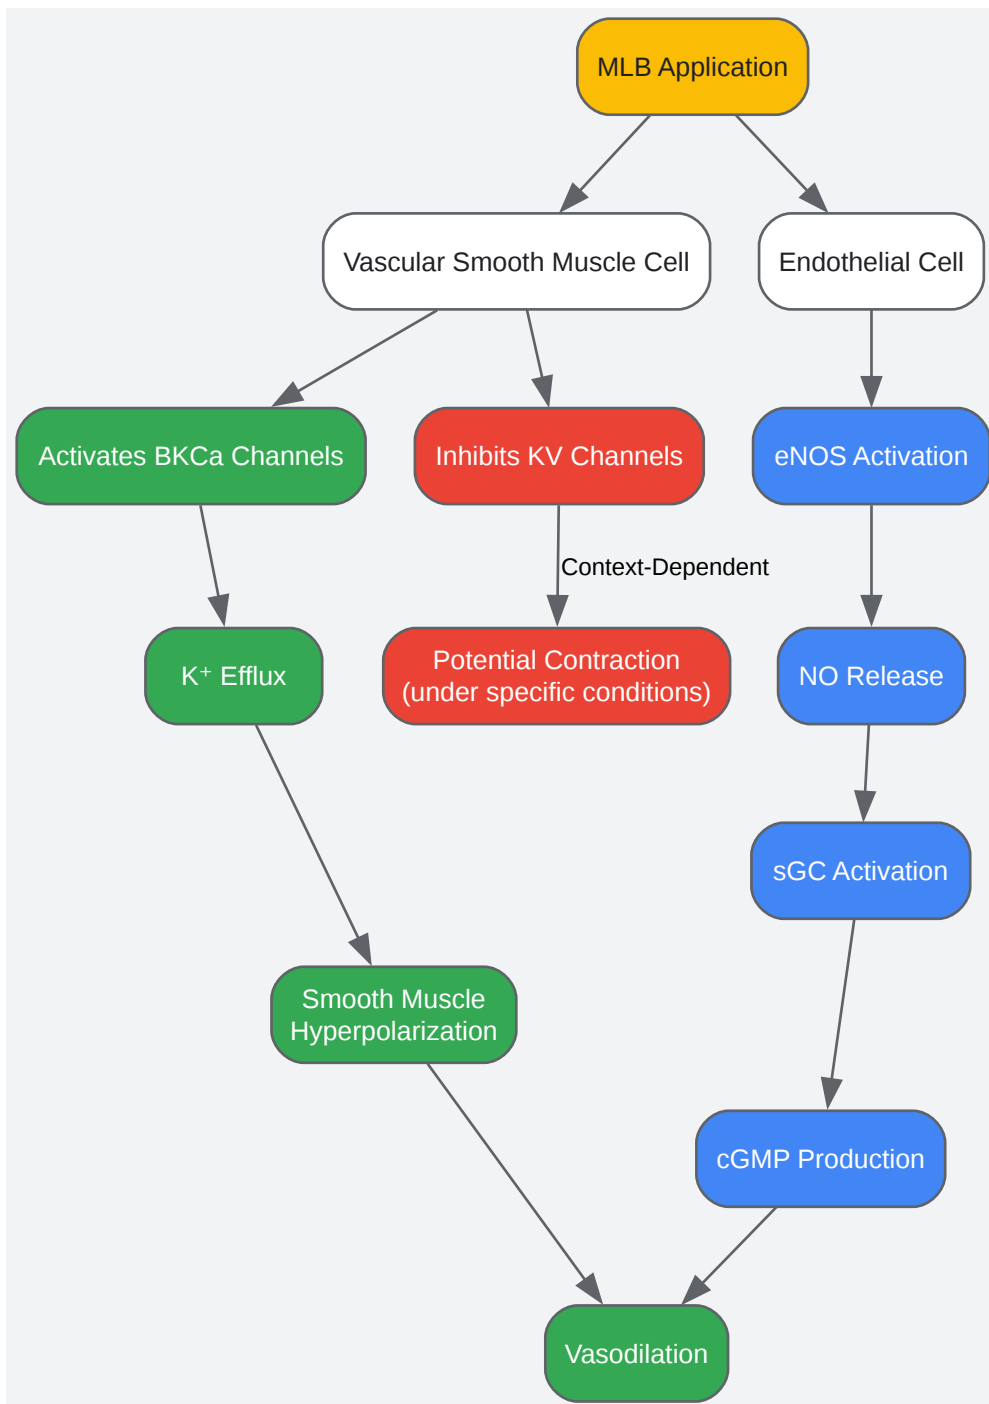 MLB Application
Vascular Smooth Muscle Cell
Endothelial Cell
Activates BKCa Channels
Inhibits KV Channels
eNOS Activation
Context-Dependent
K⁺ Efflux
Potential Contraction
(under specific conditions)
NO Release
sGC Activation
Smooth Muscle
Hyperpolarization
cGMP Production
Vasodilation